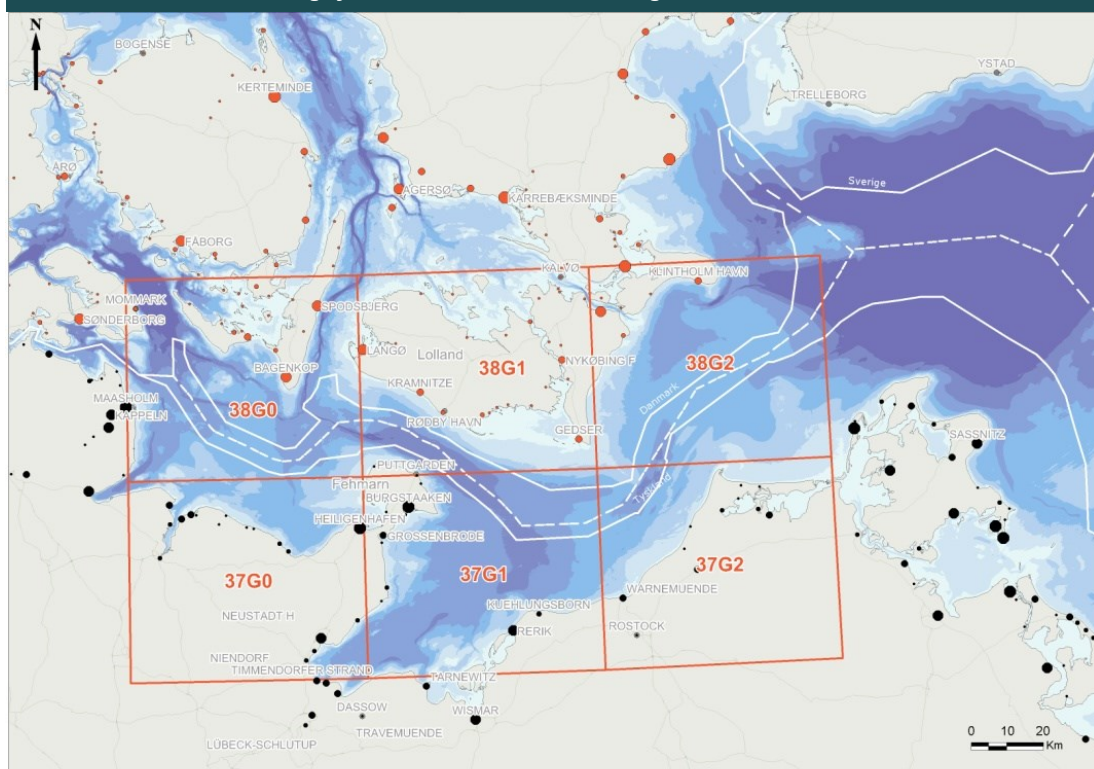 N
BOGENSE
KERTEMINDE
YSTAD
TRELLEBORG
ÅRØ
AGERSØ
KARREBÆKSMINDE
Sverige
FÅBORG
KALVØ
KLINTHOLM HAVN
MOMMARK
SPODSBJERG
SØNDERBORG
LANGØ
Lolland
38G1
NYKØBING F
38G2
BAGENKOP
KRAMNITZE
Danmark
MAASHOLM
38G0
KAPPELN
RØDBY HAVN
GEDSER
SASSNITZ
PUTTGARDEN
Fehmarn
Tyskland
BURGSTAAKEN
HEILIGENHAFEN
GROSSENBRODE
37G0
37G1
37G2
WARNEMUENDE
KUEHLUNGSBORN
NEUSTADT H
RERIK
ROSTOCK
NIENDORF
TIMMENDORFER STRAND
TARNEWITZ
DASSOW
WISMAR
TRAVEMUENDE
LÜBECK-SCHLUTUP
0 10 20
Km